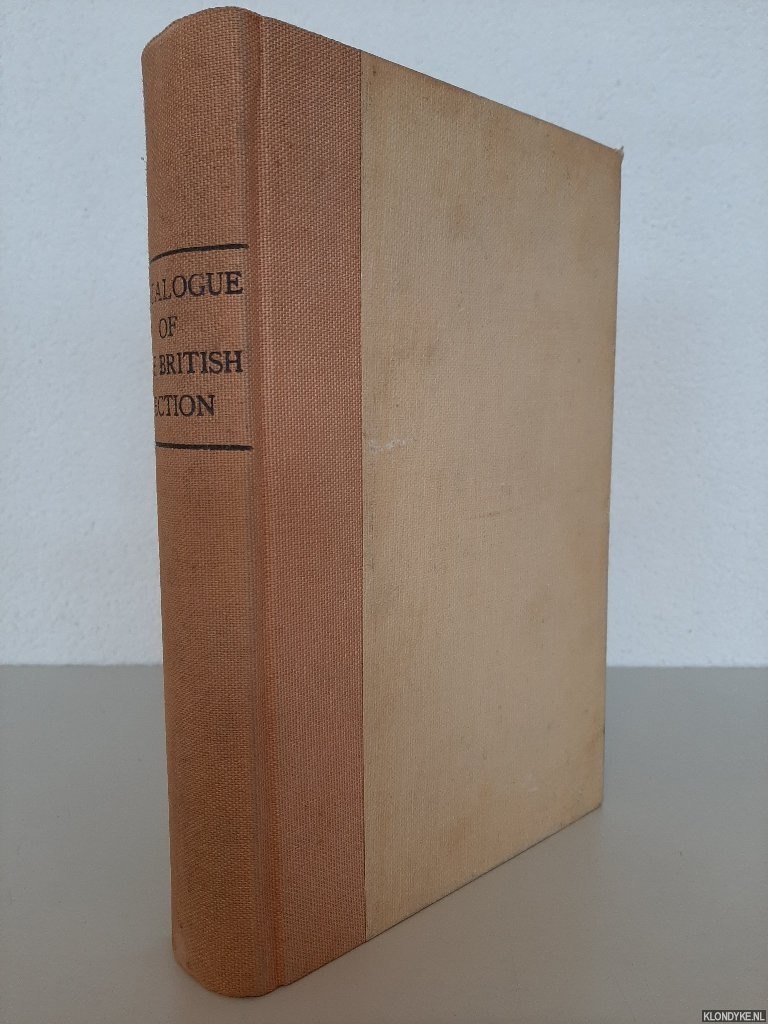 ALOGUE
OF
BRITISH
CTION
KLONDYKE.NL